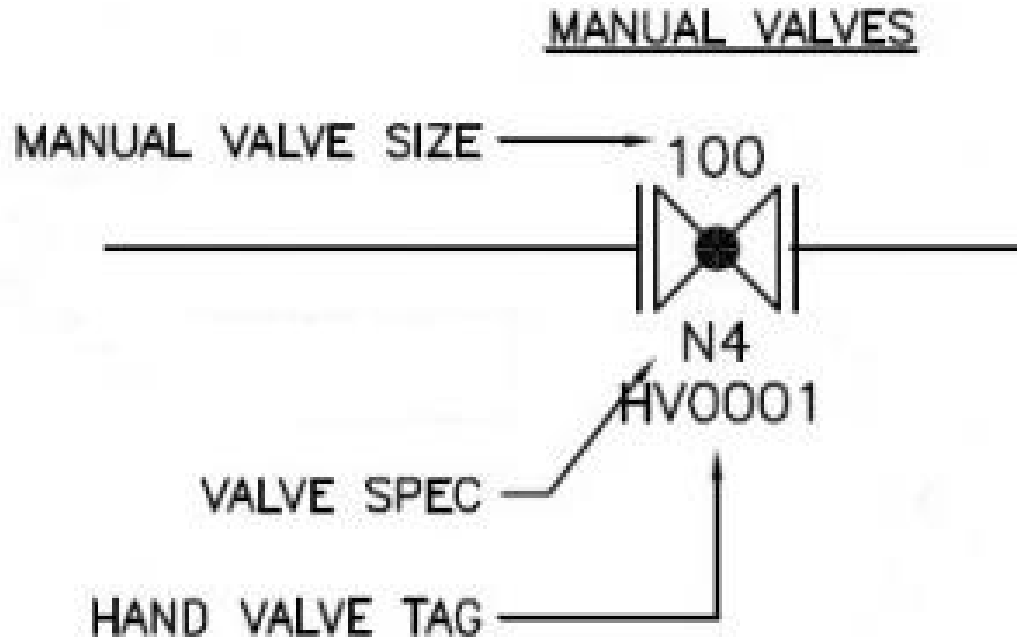 MANUAL VALVES
MANUAL VALVE SIZE
100
N4
HV0001
VALVE SPEC
HAND VALVE TAG